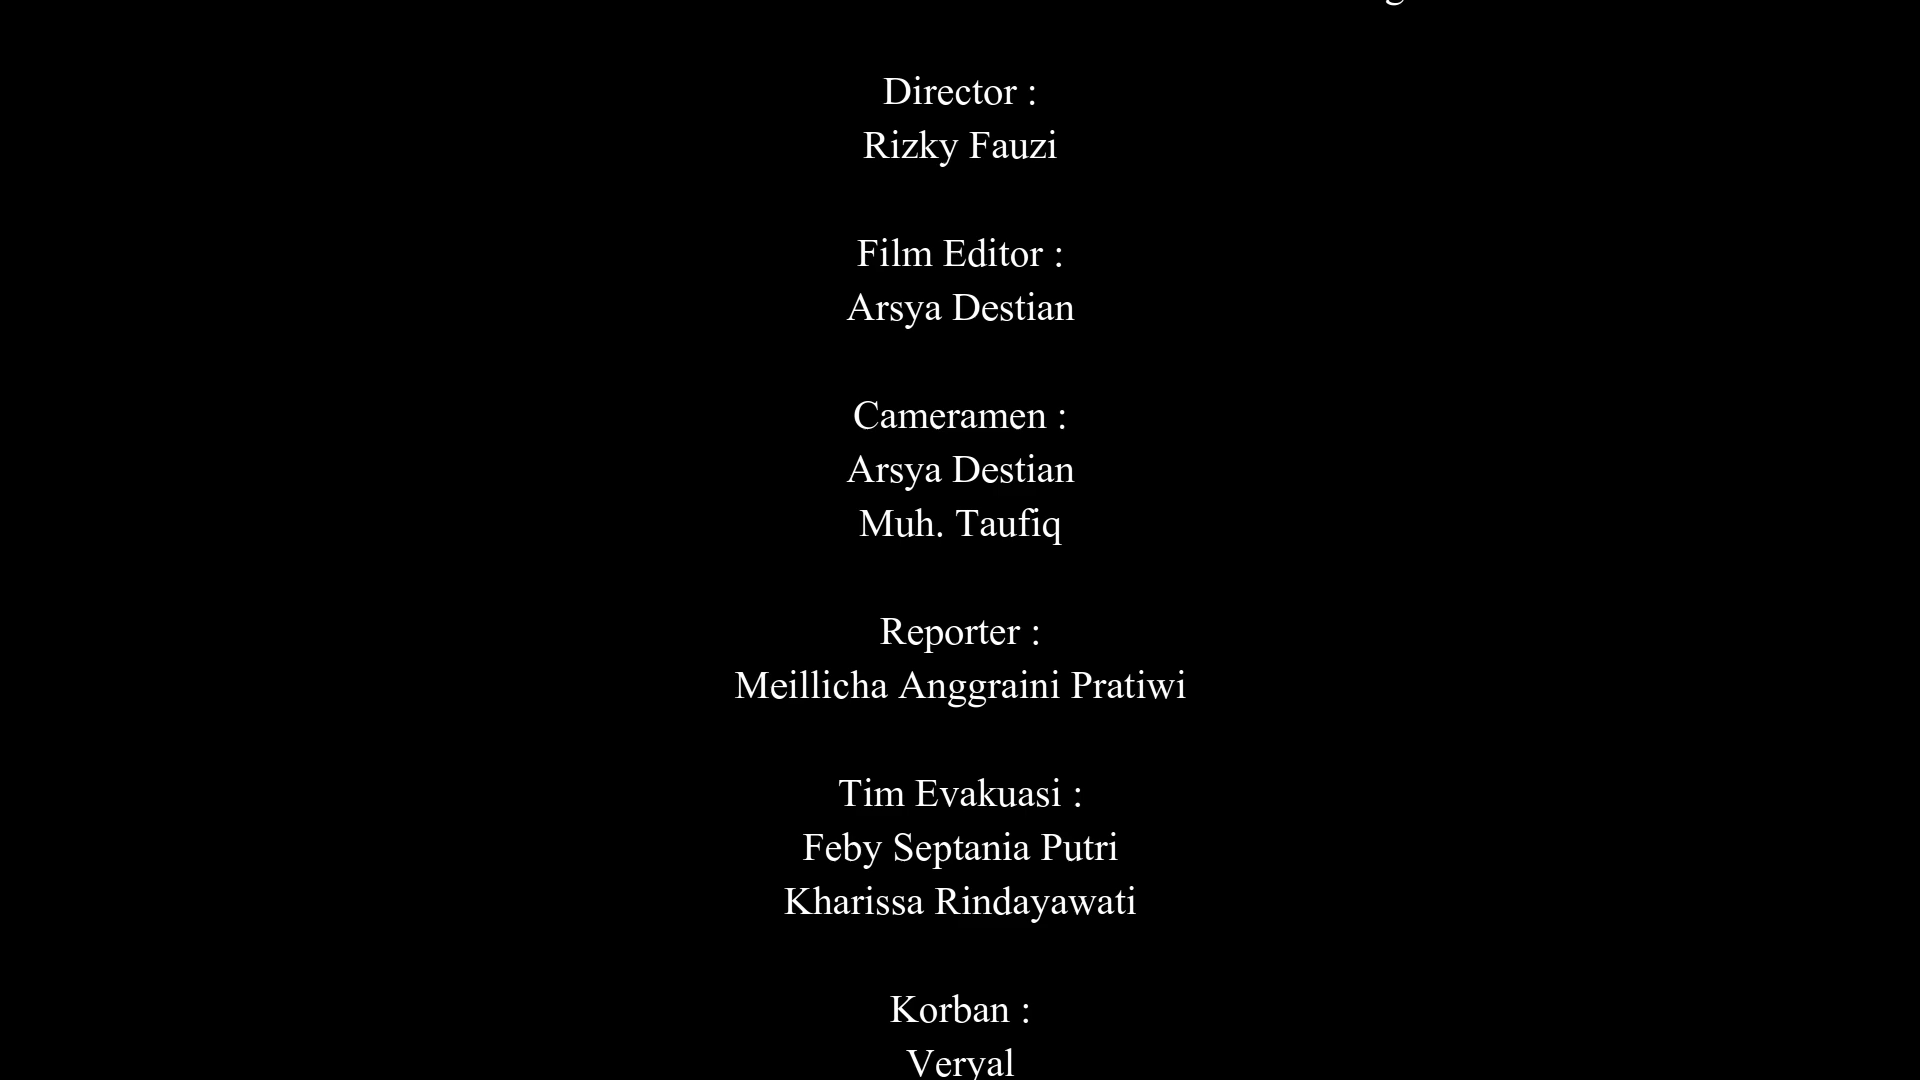 Director :
Rizky Fauzi
Film Editor :
Arsya Destian
Cameramen :
Arsya Destian
Muh. Taufiq
Reporter :
Meillicha Anggraini Pratiwi
Tim Evakuasi :
Feby Septania Putri
Kharissa Rindayawati
Korban :
Veryal